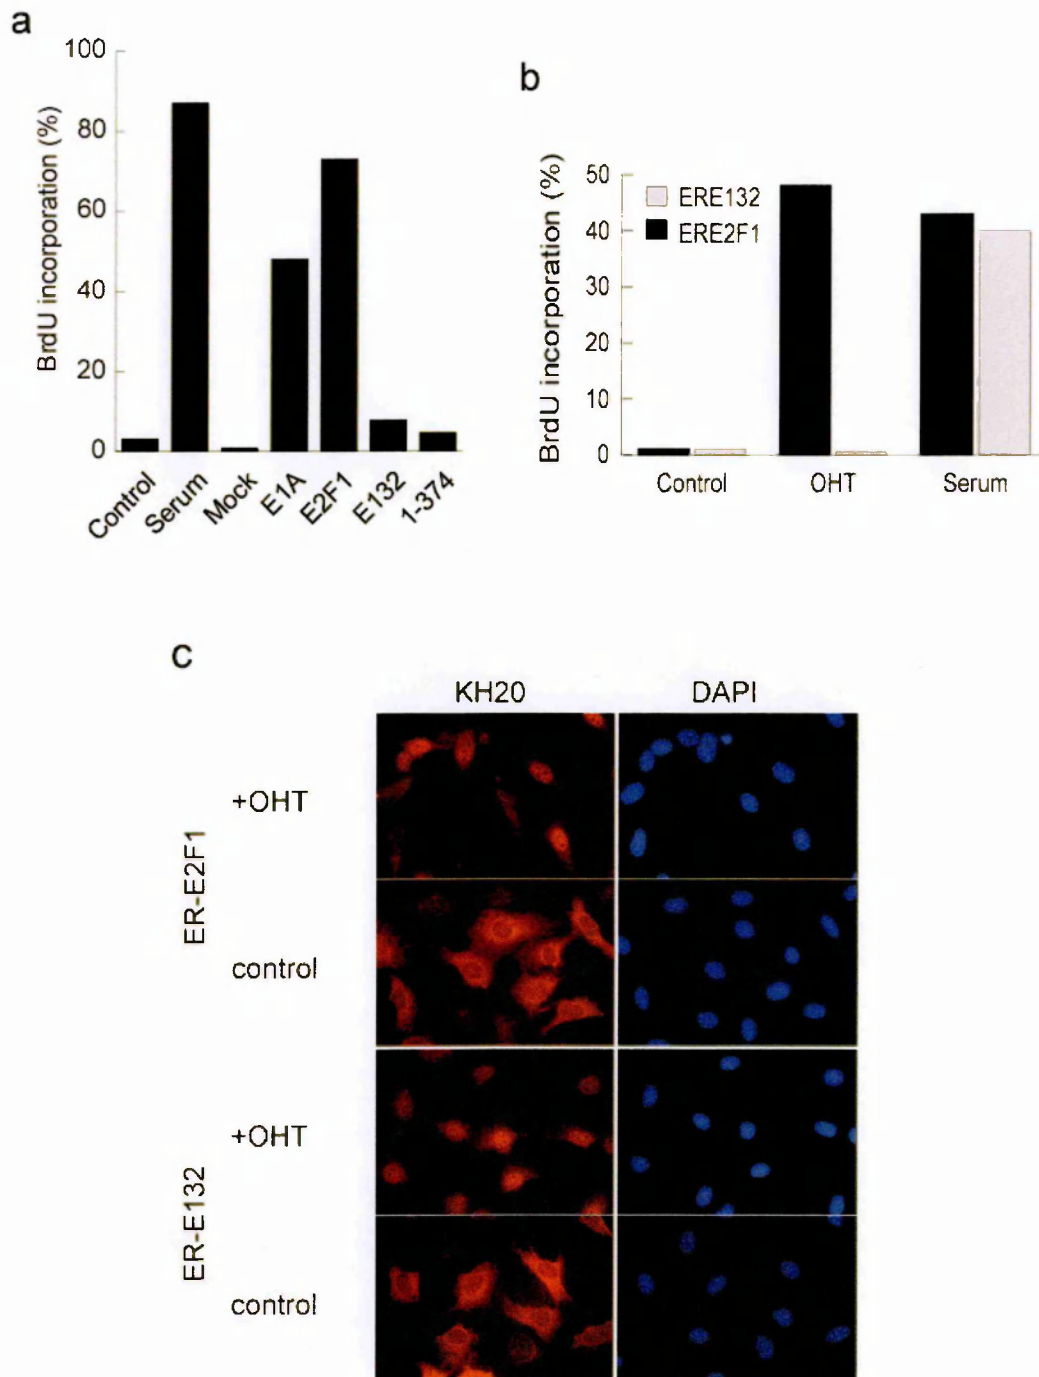 a
100
80
60
40
20
0
BrdU incorporation (%)
Control
Serum
Mock
E1A
E2F1
E132
1-374
b
50
40
30
20
10
0
BrdU incorporation (%)
ERE132
ERE2F1
Control
OHT
Serum
c
KH20
DAPI
ER-E2F1
+OHT
control
ER-E132
+OHT
control